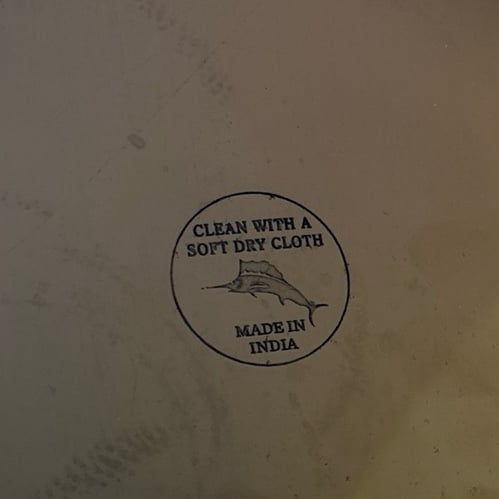 CLEAN WITH A
SOFT DRY CLOTH
MADE IN
INDIA